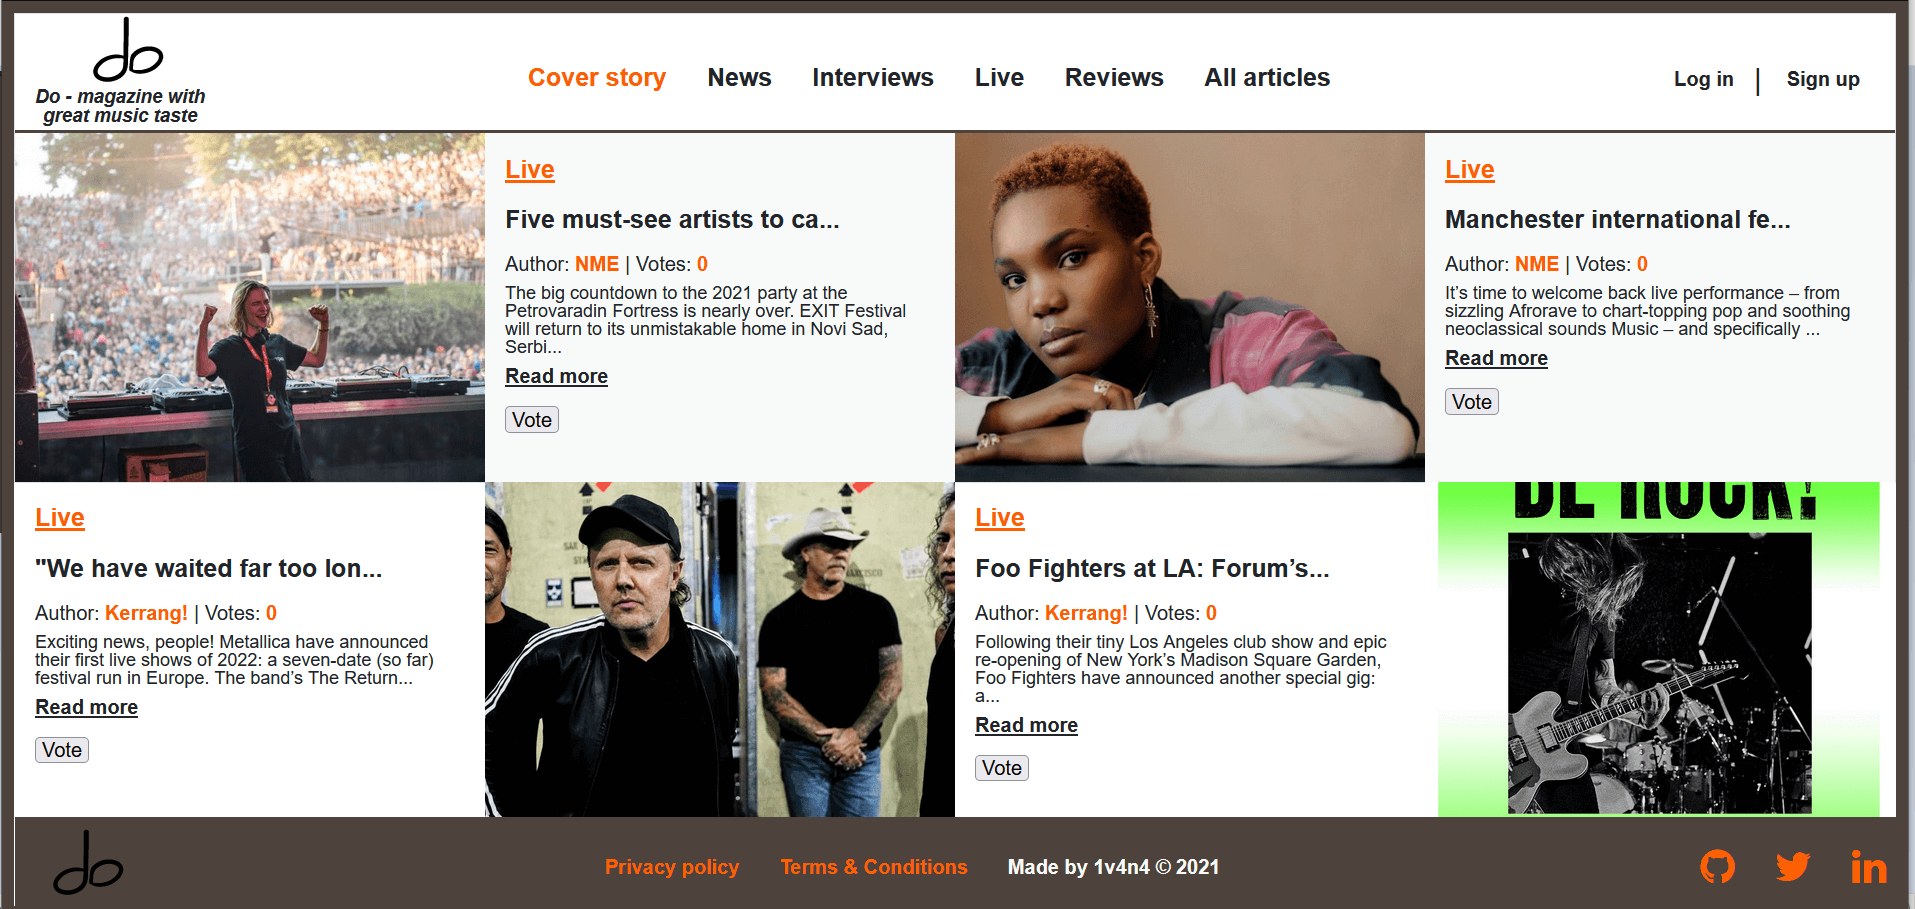 do
Do - magazine with
great music taste
Cover story
News
Interviews
Live
Reviews
All articles
Log in | Sign up
Live
Five must-see artists to ca...
Author: NME | Votes: 0
The big countdown to the 2021 party at the
Petrovaradin Fortress is nearly over. EXIT Festival
will return to its unmistakable home in Novi Sad,
Serbi...
Read more
Vote
Live
Manchester international fe...
Author: NME | Votes: 0
It’s time to welcome back live performance – from
sizzling Afrorave to chart-topping pop and soothing
neoclassical sounds Music – and specifically ...
Read more
Vote
Live
"We have waited far too lon...
Author: Kerrang! | Votes: 0
Exciting news, people! Metallica have announced
their first live shows of 2022: a seven-date (so far)
festival run in Europe. The band’s The Return...
Read more
Vote
Live
Foo Fighters at LA: Forum’s...
Author: Kerrang! | Votes: 0
Following their tiny Los Angeles club show and epic
re-opening of New York’s Madison Square Garden,
Foo Fighters have announced another special gig:
a...
Read more
Vote
DE ROCK!
do
Privacy policy
Terms & Conditions
Made by 1v4n4 © 2021
in